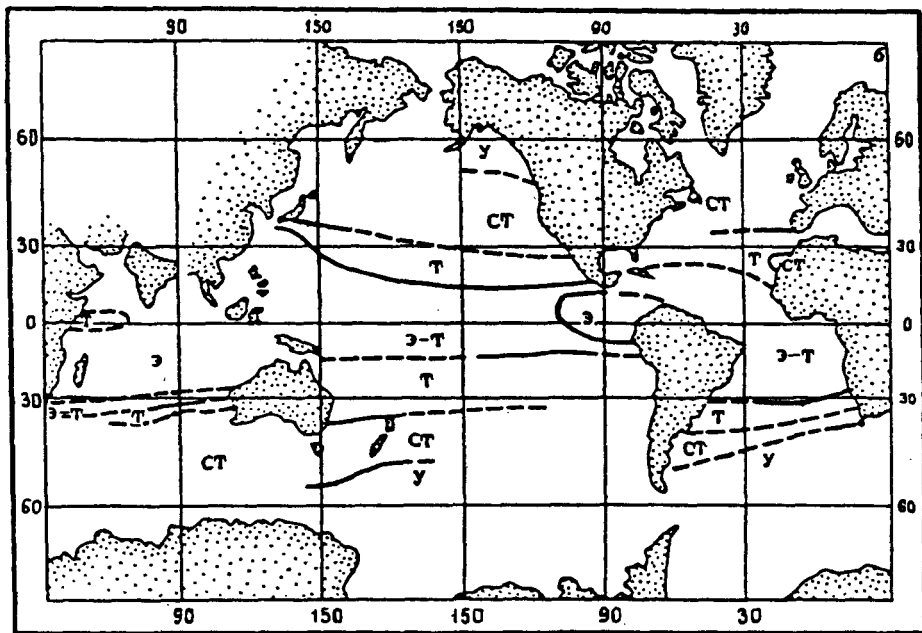 90 150 150 90 30
б
60 У 60
СТ СТ
30 30
Т Т СТ
Т Э
0 0
Э Э-Т Э-Т
Т
30 30
Э=Т Т Т
СТ СТ СТ
У У
60 60
90 150 150 90 30